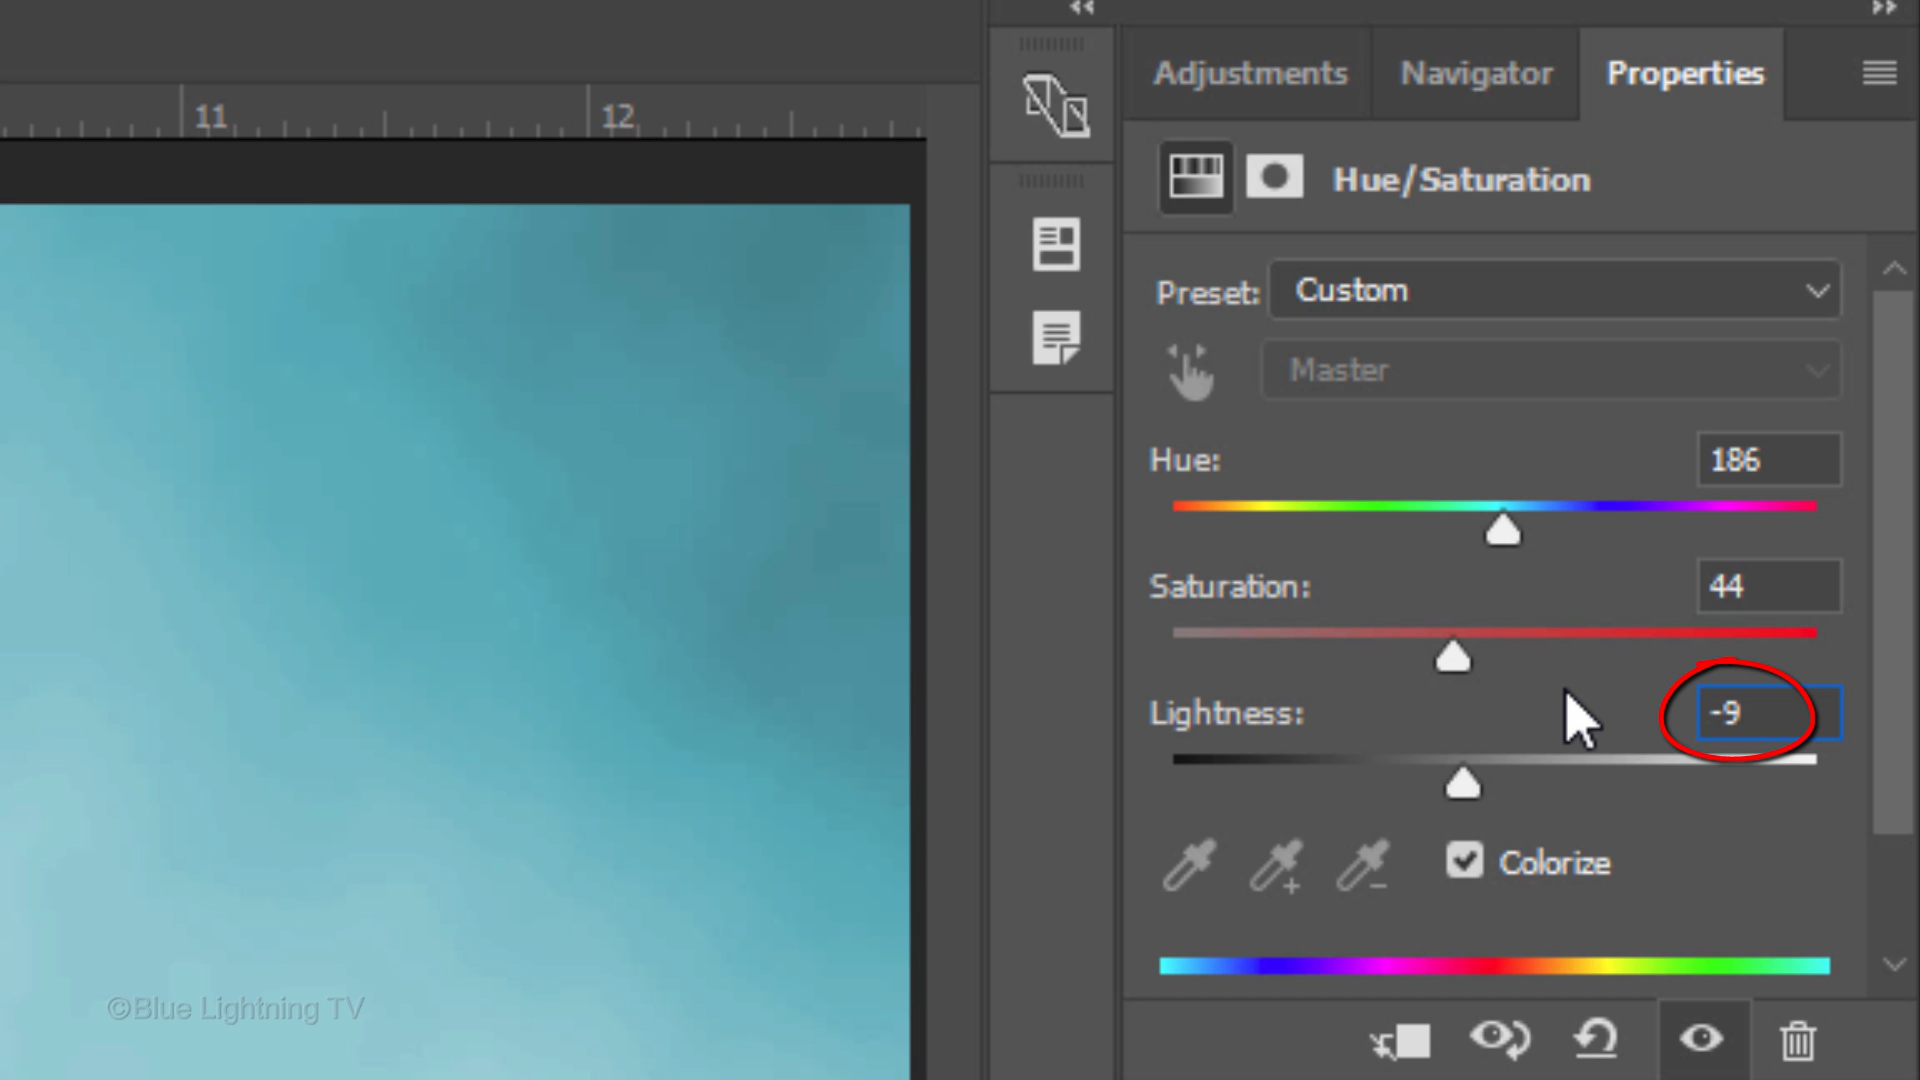 Adjustments Navigator Properties
11 12
Hue/Saturation
Preset: Custom
Master
Hue: 186
Saturation: 44
Lightness: -9
Colorize
©Blue Lightning TV